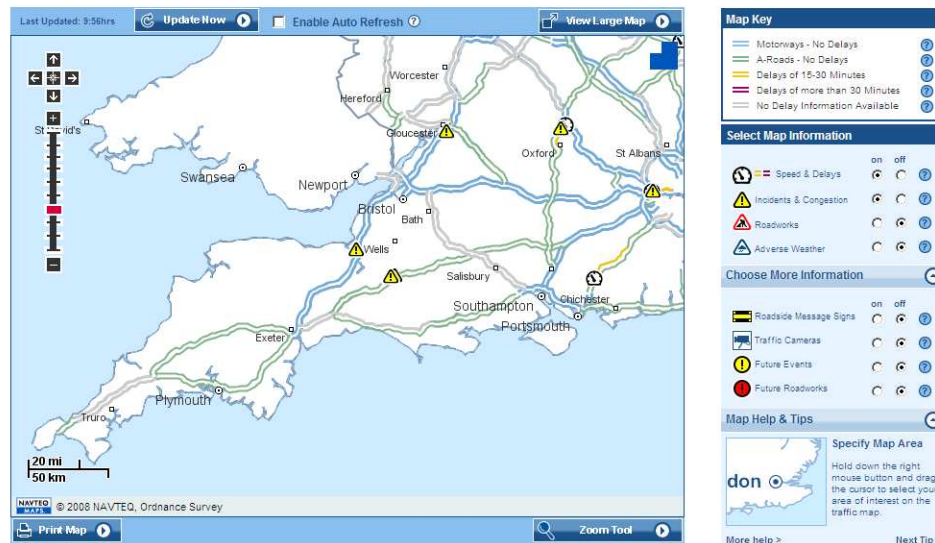 Last Updated: 9:56hrs
Update Now
Enable Auto Refresh ?
View Large Map
Worcester
Hereford
St David's
Gloucester
Oxford
St Albans
Swansea
Newport
Bristol
Bath
Wells
Salisbury
Southampton
Chichester
Portsmouth
Exeter
Plymouth
Truro
20 mi
50 km
NAVTEQ MAPS
© 2008 NAVTEQ, Ordnance Survey
Print Map
Zoom Tool
Map Key
Motorways - No Delays ?
A-Roads - No Delays ?
Delays of 15-30 Minutes ?
Delays of more than 30 Minutes ?
No Delay Information Available ?
Select Map Information
on off
Speed & Delays ?
Incidents & Congestion ?
Roadworks ?
Adverse Weather ?
Choose More Information
on off
Roadside Message Signs ?
Traffic Cameras ?
Future Events ?
Future Roadworks ?
Map Help & Tips
don
Specify Map Area
Hold down the right
mouse button and drag
the cursor to select your
area of interest on the
traffic map.
More help >
Next Tip